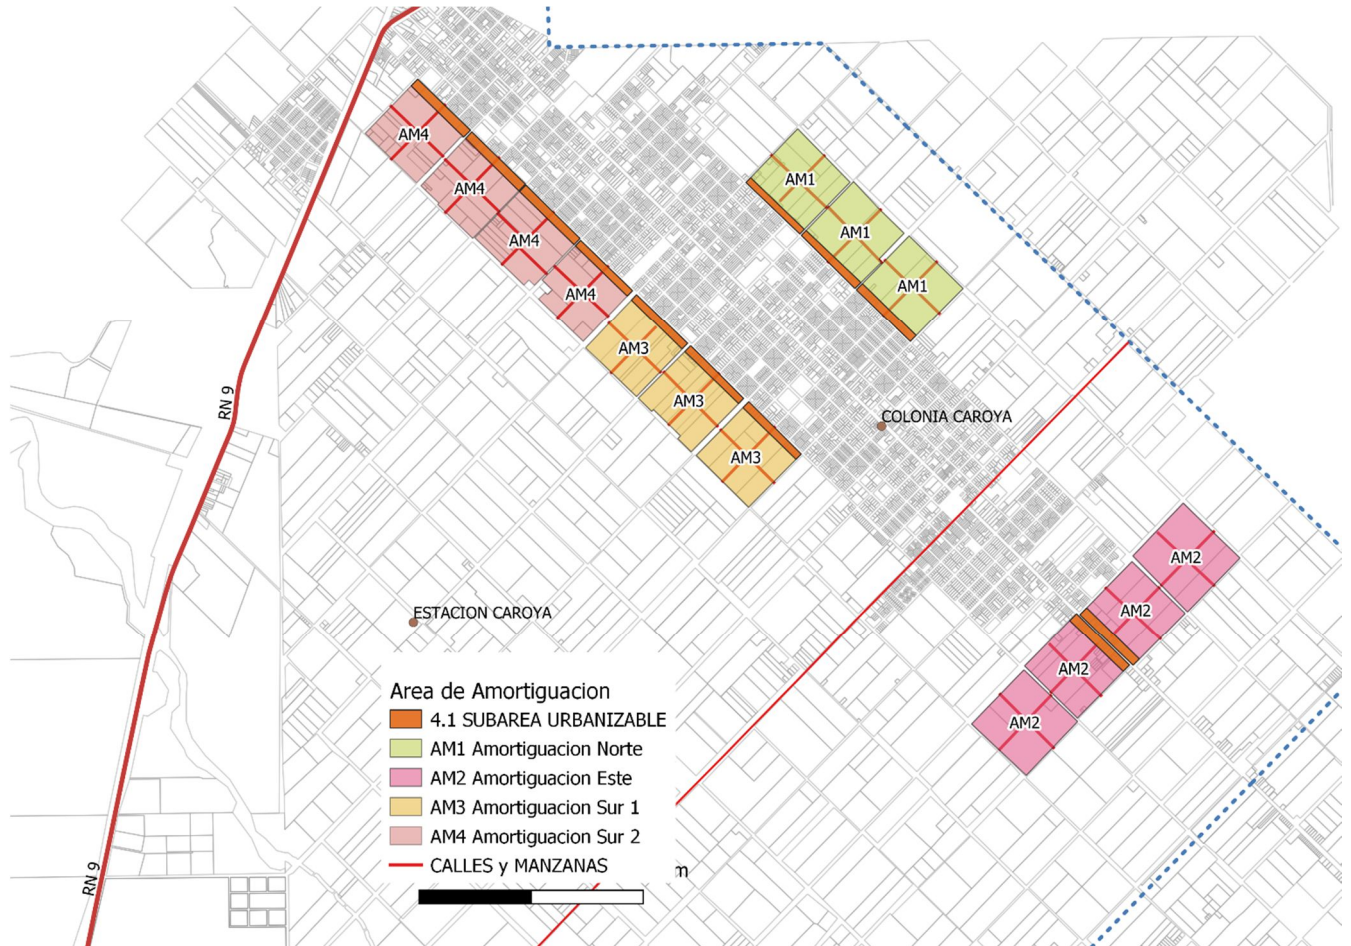 AM4
AM1
AM4
AM1
AM4
AM1
AM4
AM3
RN 9
AM3
COLONIA CAROYA
AM3
AM2
AM2
ESTACION CAROYA
AM2
AM2
Area de Amortiguacion
4.1 SUBAREA URBANIZABLE
AM1 Amortiguacion Norte
AM2 Amortiguacion Este
AM3 Amortiguacion Sur 1
AM4 Amortiguacion Sur 2
CALLES y MANZANAS
m
RN 9